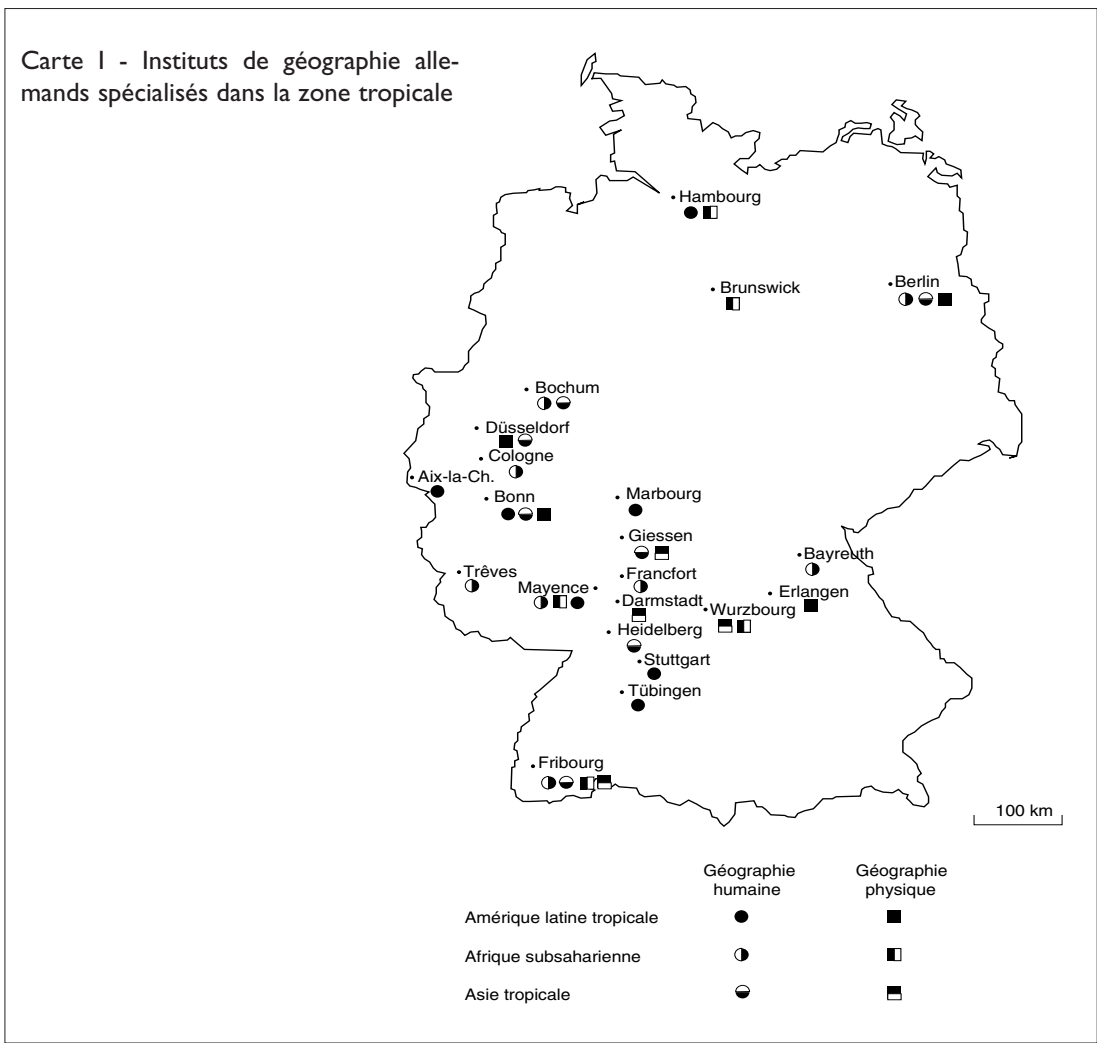 Carte I - Instituts de géographie alle-
mands spécialisés dans la zone tropicale
Hambourg
Brunswick
Berlin
Bochum
Düsseldorf
Cologne
Aix-la-Ch.
Bonn
Marbourg
Giessen
Bayreuth
Trêves
Francfort
Mayence
Erlangen
Darmstadt
Wurzbourg
Heidelberg
Stuttgart
Tübingen
Fribourg
100 km
Géographie humaine
Géographie physique
Amérique latine tropicale
Afrique subsaharienne
Asie tropicale